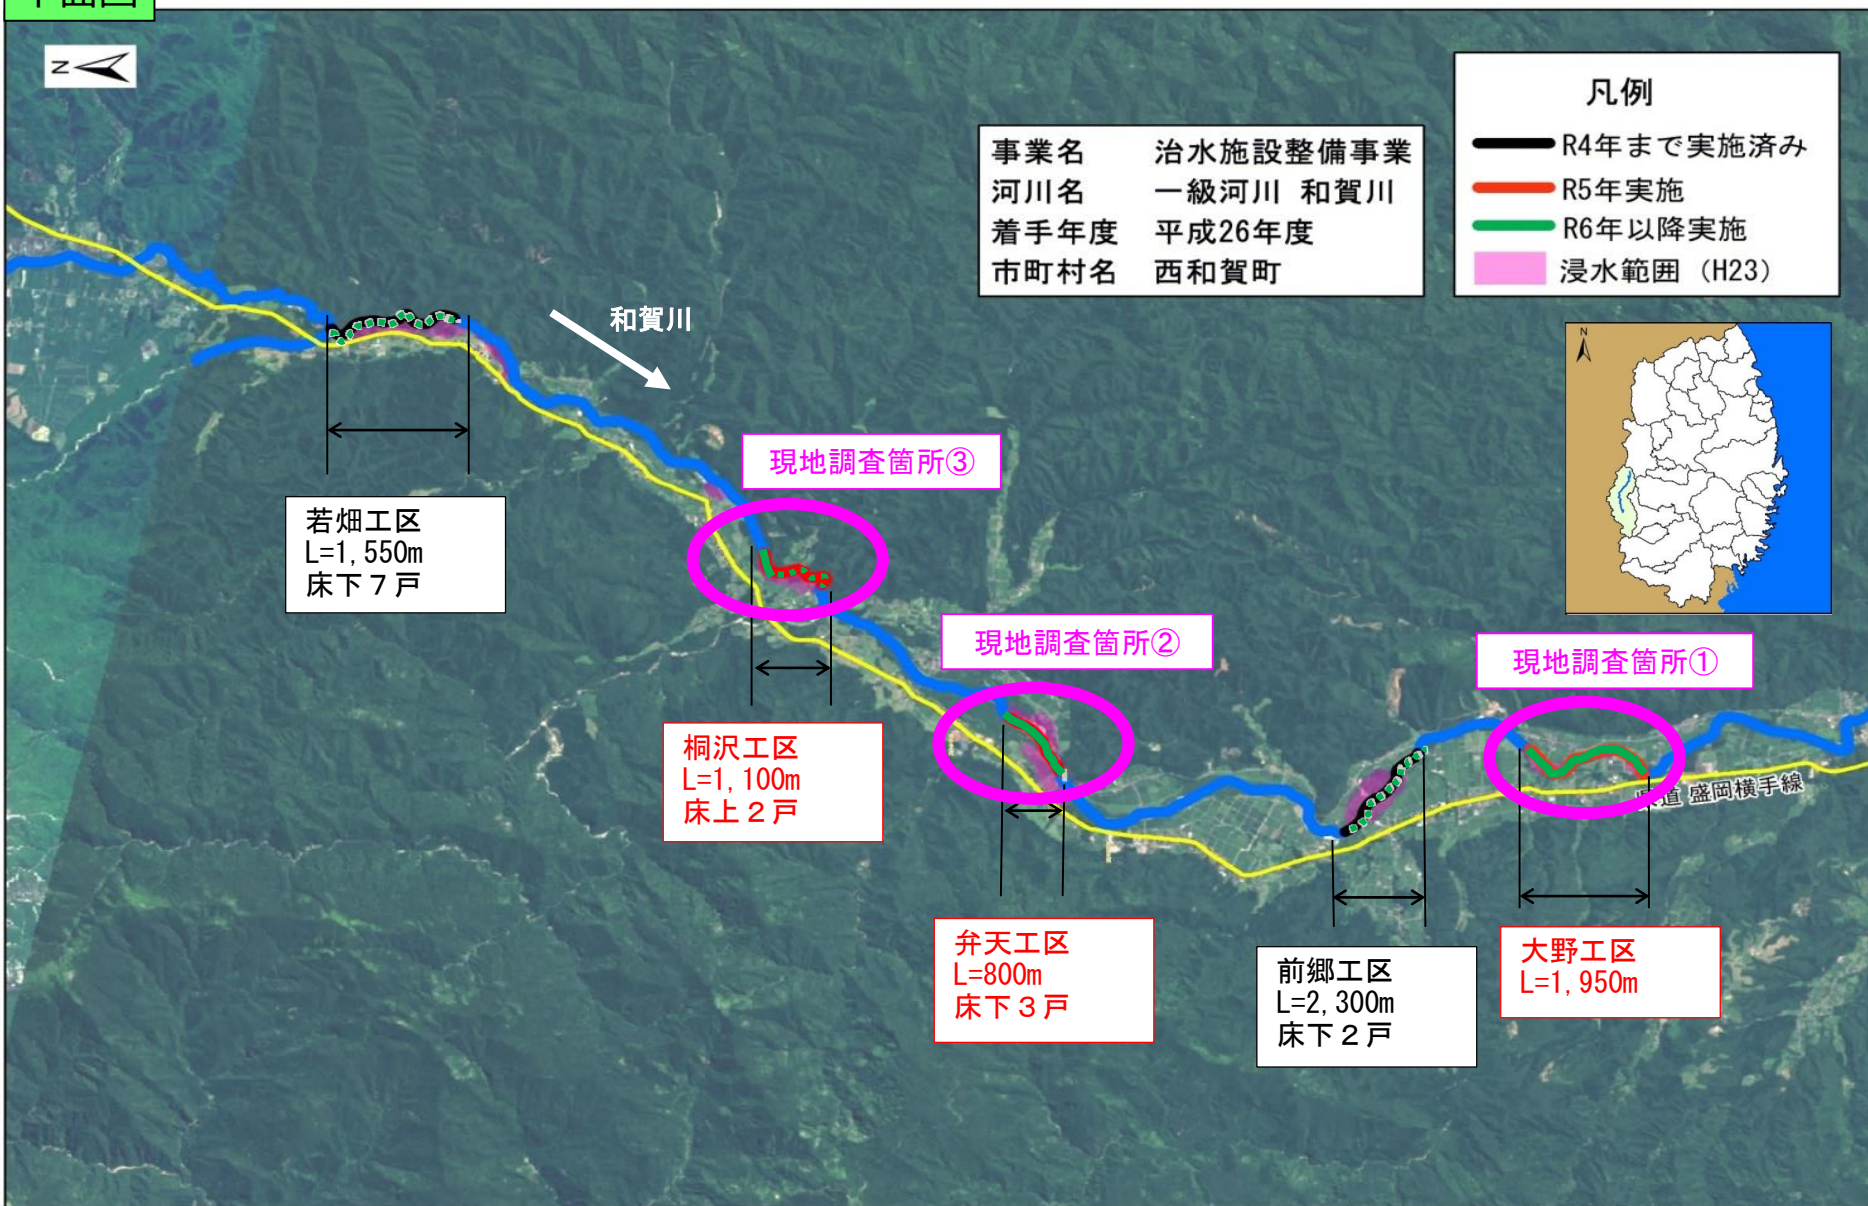 平面図
N
事業名 治水施設整備事業
河川名 一級河川 和賀川
着手年度 平成26年度
市町村名 西和賀町
凡例
R4年まで実施済み
R5年実施
R6年以降実施
浸水範囲（H23）
N
和賀川
現地調査箇所③
若畑工区
L=1,550m
床下７戸
現地調査箇所②
現地調査箇所①
桐沢工区
L=1,100m
床上２戸
県道 盛岡横手線
弁天工区
L=800m
床下３戸
前郷工区
L=2,300m
床下２戸
大野工区
L=1,950m